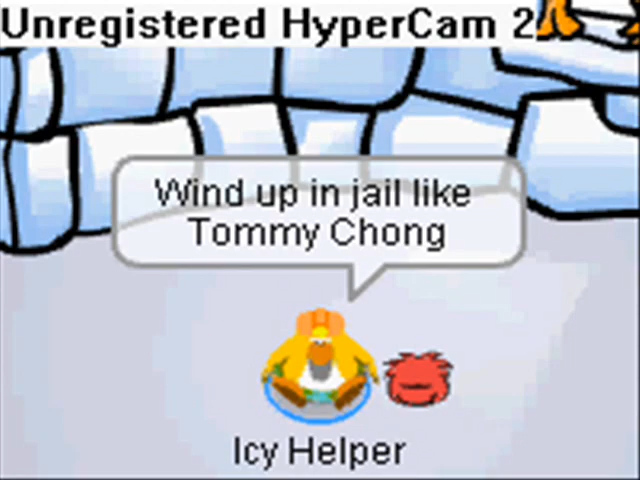 Unregistered HyperCam 2
Wind up in jail like
Tommy Chong
Icy Helper